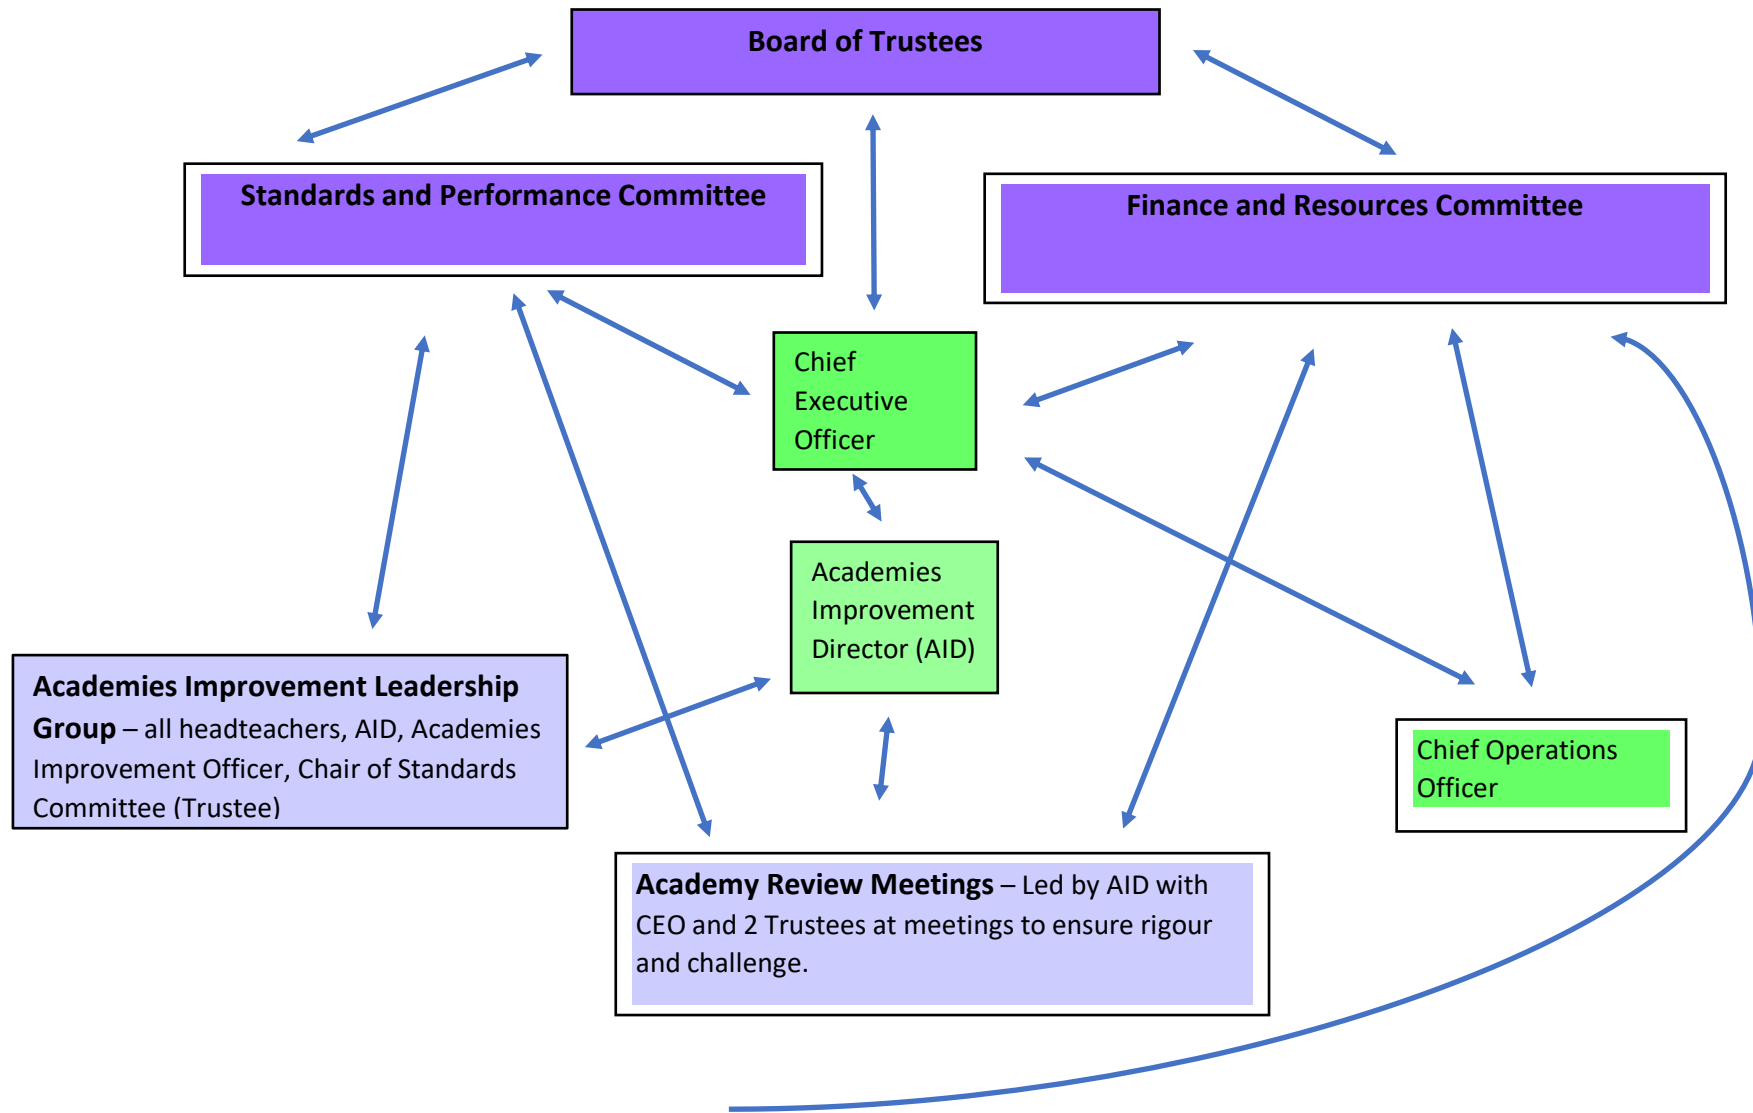 Board of Trustees
Standards and Performance Committee
Finance and Resources Committee
Chief
Executive
Officer
Academies
Improvement
Director (AID)
Academies Improvement Leadership
Group – all headteachers, AID, Academies
Improvement Officer, Chair of Standards
Committee (Trustee)
Chief Operations
Officer
Academy Review Meetings – Led by AID with
CEO and 2 Trustees at meetings to ensure rigour
and challenge.